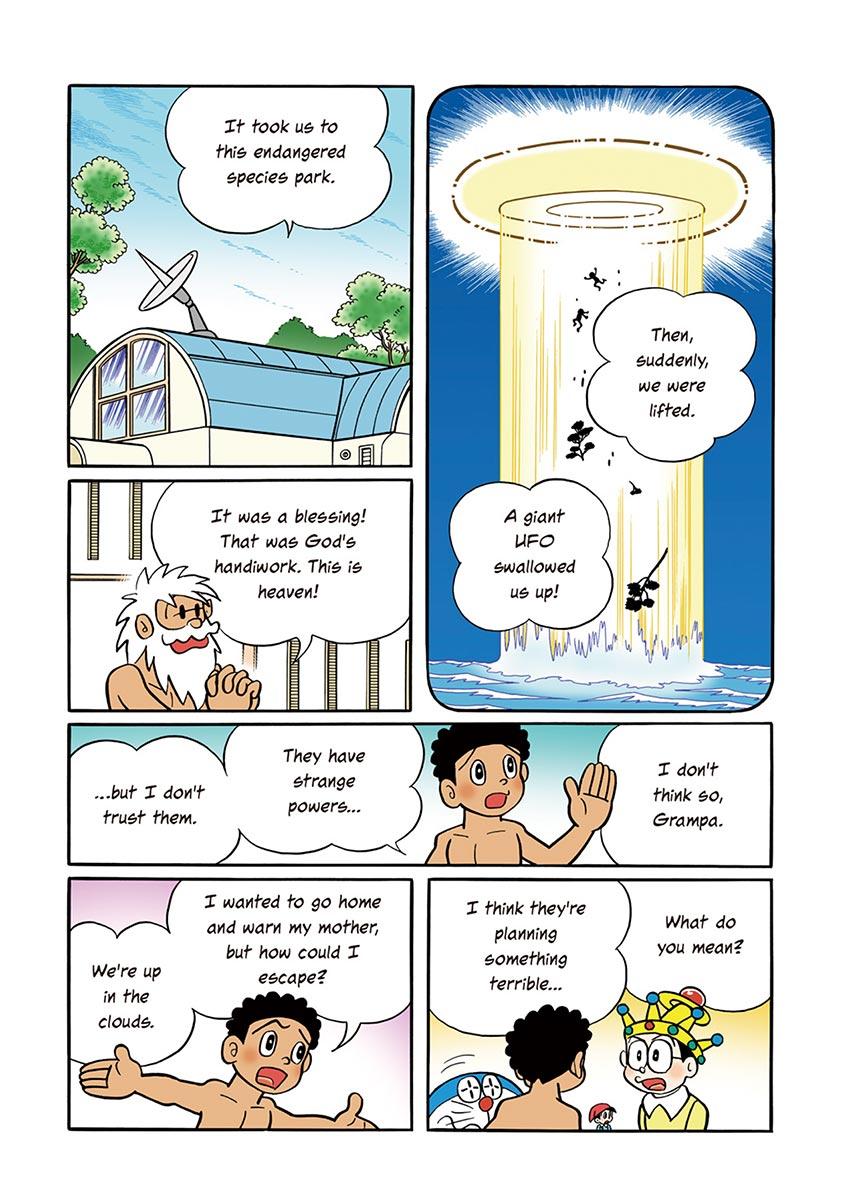 Then,
suddenly,
we were
lifted.
A giant
UFO
swallowed
us up!
It took us to
this endangered
species park.
It was a blessing!
That was God's
handiwork. This is
heaven!
I don't
think so,
Grampa.
They have
strange
powers...
...but I don't
trust them.
What do
you mean?
I think they're
planning
something
terrible...
I wanted to go home
and warn my mother,
but how could I
escape?
We're up
in the
clouds.